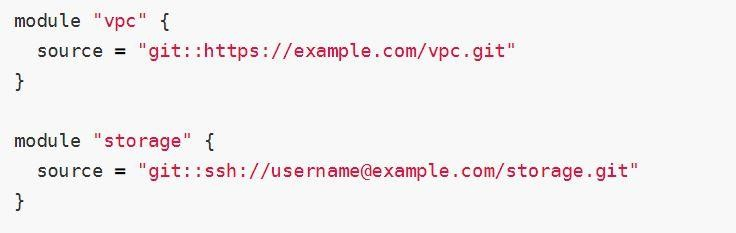 module "vpc" {
  source = "git::https://example.com/vpc.git"
}

module "storage" {
  source = "git::ssh://username@example.com/storage.git"
}